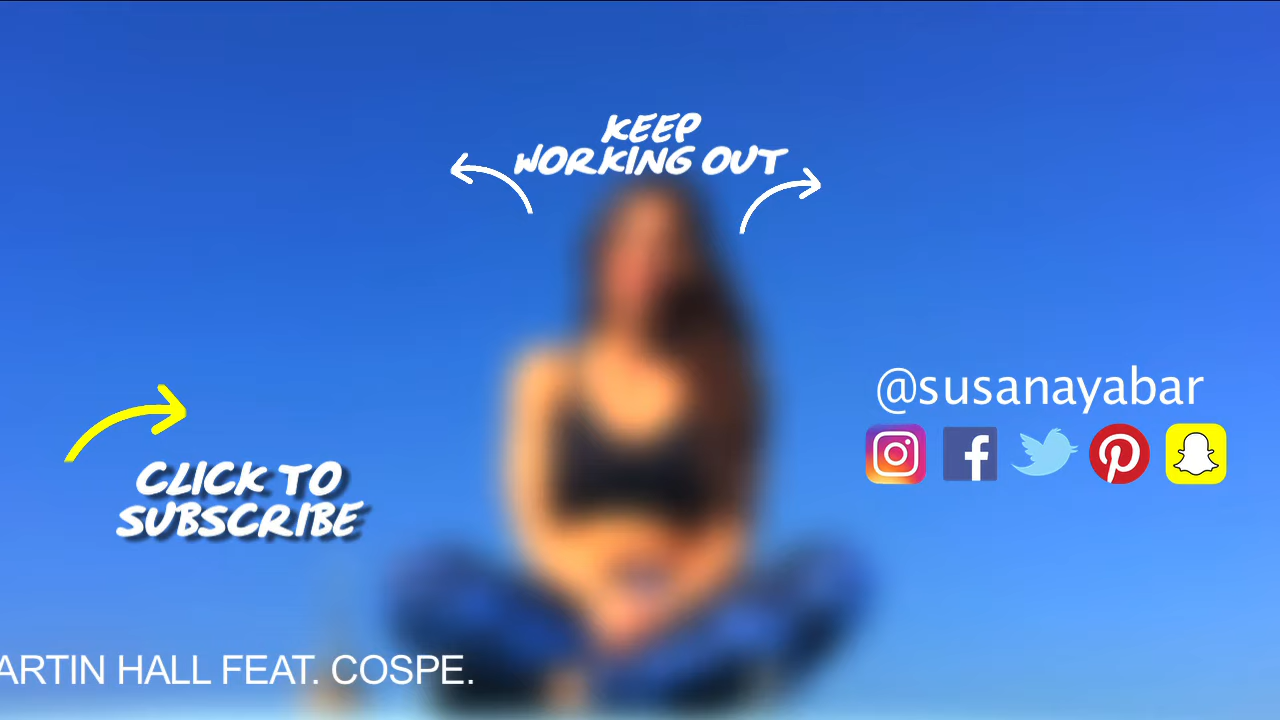 KEEP
WORKING OUT
@susanayabar
CLICK TO
SUBSCRIBE
ARTIN HALL FEAT. COSPE.